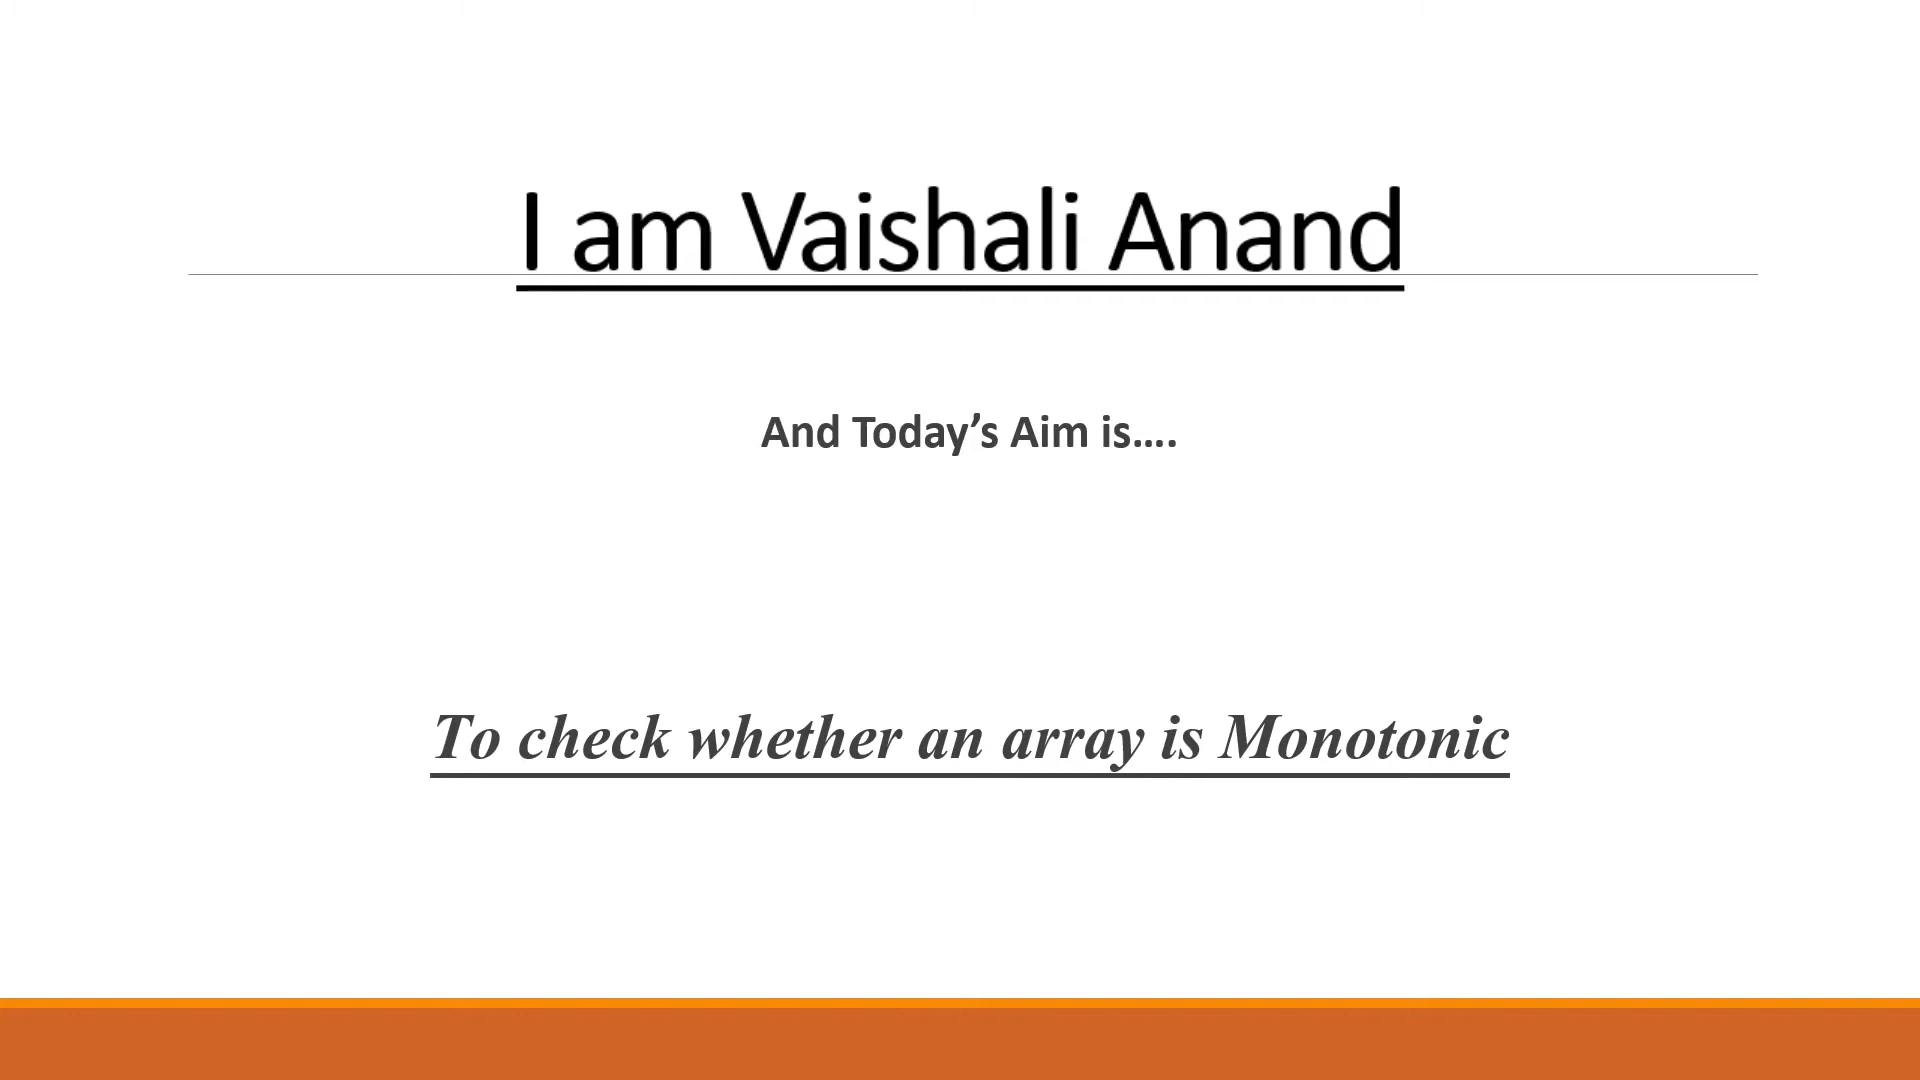 I am Vaishali Anand
And Today’s Aim is....
To check whether an array is Monotonic